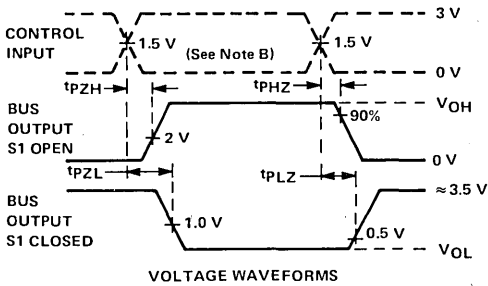 3 V
CONTROL
INPUT
1.5 V
(See Note B)
1.5 V
0 V
tPZH
tPHZ
BUS
OUTPUT
S1 OPEN
2 V
90%
VOH
0 V
tPZL
tPLZ
≈ 3.5 V
BUS
OUTPUT
S1 CLOSED
1.0 V
0.5 V
VOL
VOLTAGE WAVEFORMS